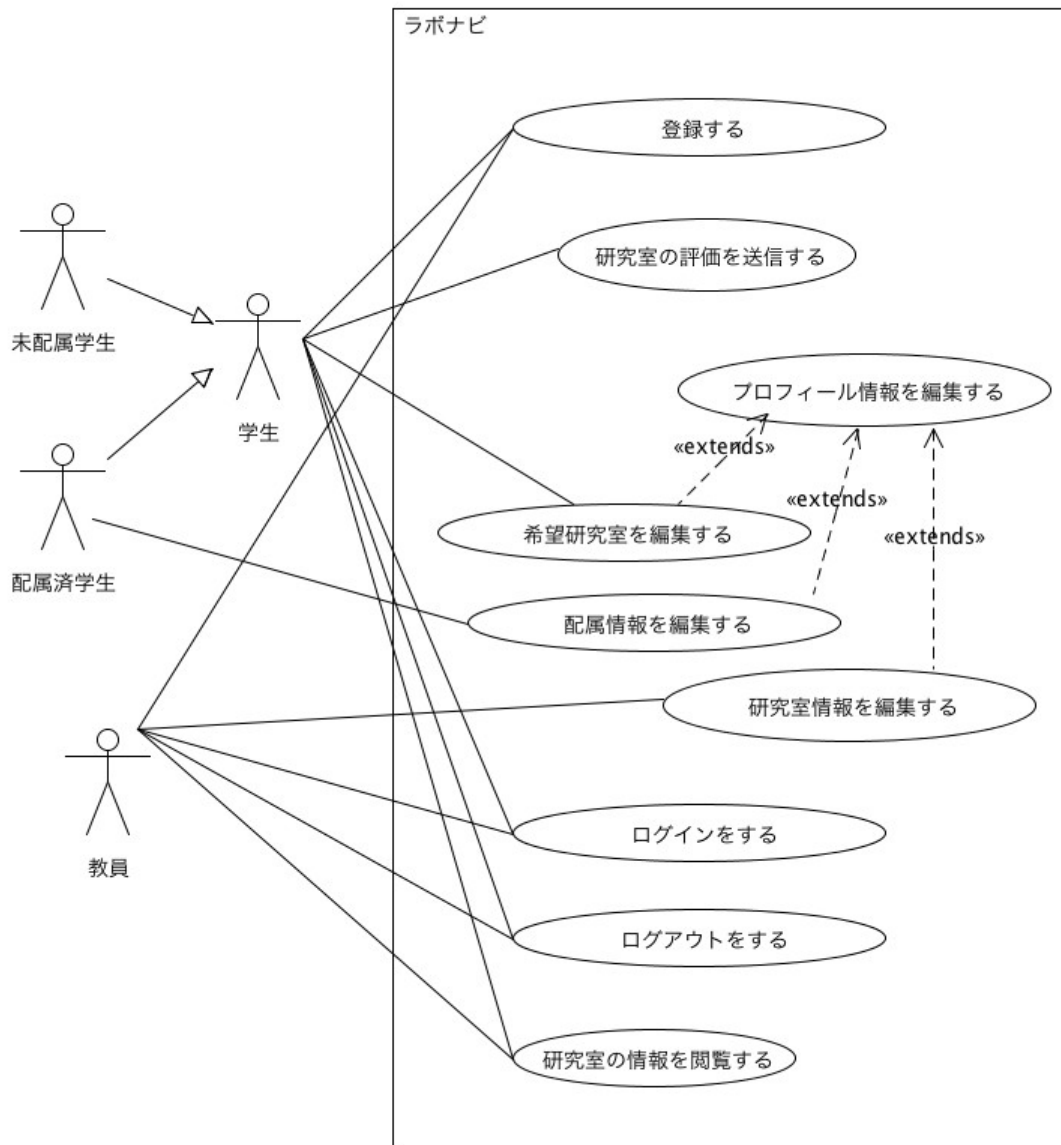 ラボナビ
登録する
研究室の評価を送信する
未配属学生
学生
プロフィール情報を編集する
«extends»
«extends»
«extends»
希望研究室を編集する
配属済学生
配属情報を編集する
研究室情報を編集する
教員
ログインをする
ログアウトをする
研究室の情報を閲覧する